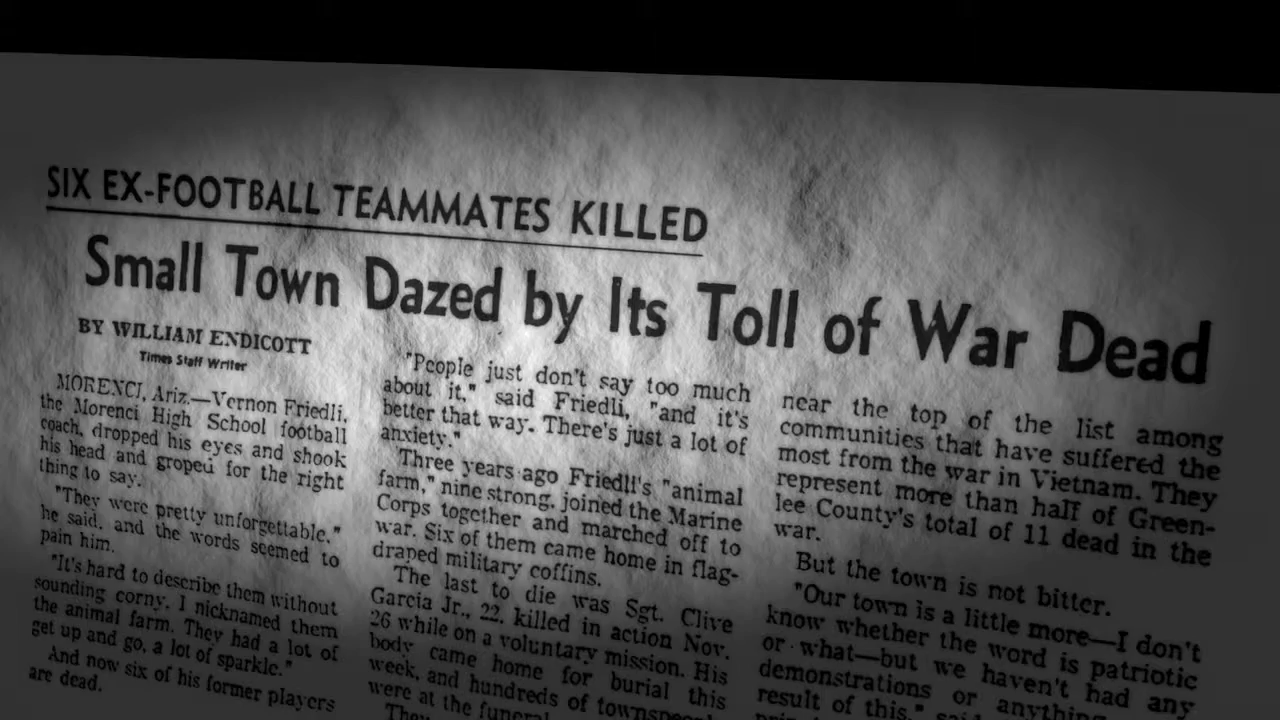 SIX EX-FOOTBALL TEAMMATES KILLED
Small Town Dazed by Its Toll of War Dead
BY WILLIAM ENDICOTT
Times Staff Writer
MORENCI, Ariz.—Vernon Friedli,
the Morenci High School football
coach, dropped his eyes and shook
his head and groped for the right
thing to say.
"They were pretty unforgettable,"
he said, and the words seemed to
pain him.
"It's hard to describe them without
sounding corny. I nicknamed them
the animal farm. They had a lot of
get up and go, a lot of sparkle."
And now six of his former players
are dead.
"People just don't say too much
about it," said Friedli, "and it's
better that way. There's just a lot of
anxiety."
Three years ago Friedli's "animal
farm," nine strong, joined the Marine
Corps together and marched off to
war. Six of them came home in flag-
draped military coffins.
The last to die was Sgt. Clive
Garcia Jr., 22, killed in action Nov.
26 while on a voluntary mission. His
body came home for burial this
week, and hundreds of townspeople
were at the funeral.
They
near the top of the list among
communities that have suffered the
most from the war in Vietnam. They
represent more than half of Green-
lee County's total of 11 dead in the
war.
But the town is not bitter.
"Our town is a little more—I don't
know whether the word is patriotic
or what—but we haven't had any
demonstrations or anything
result of this," said